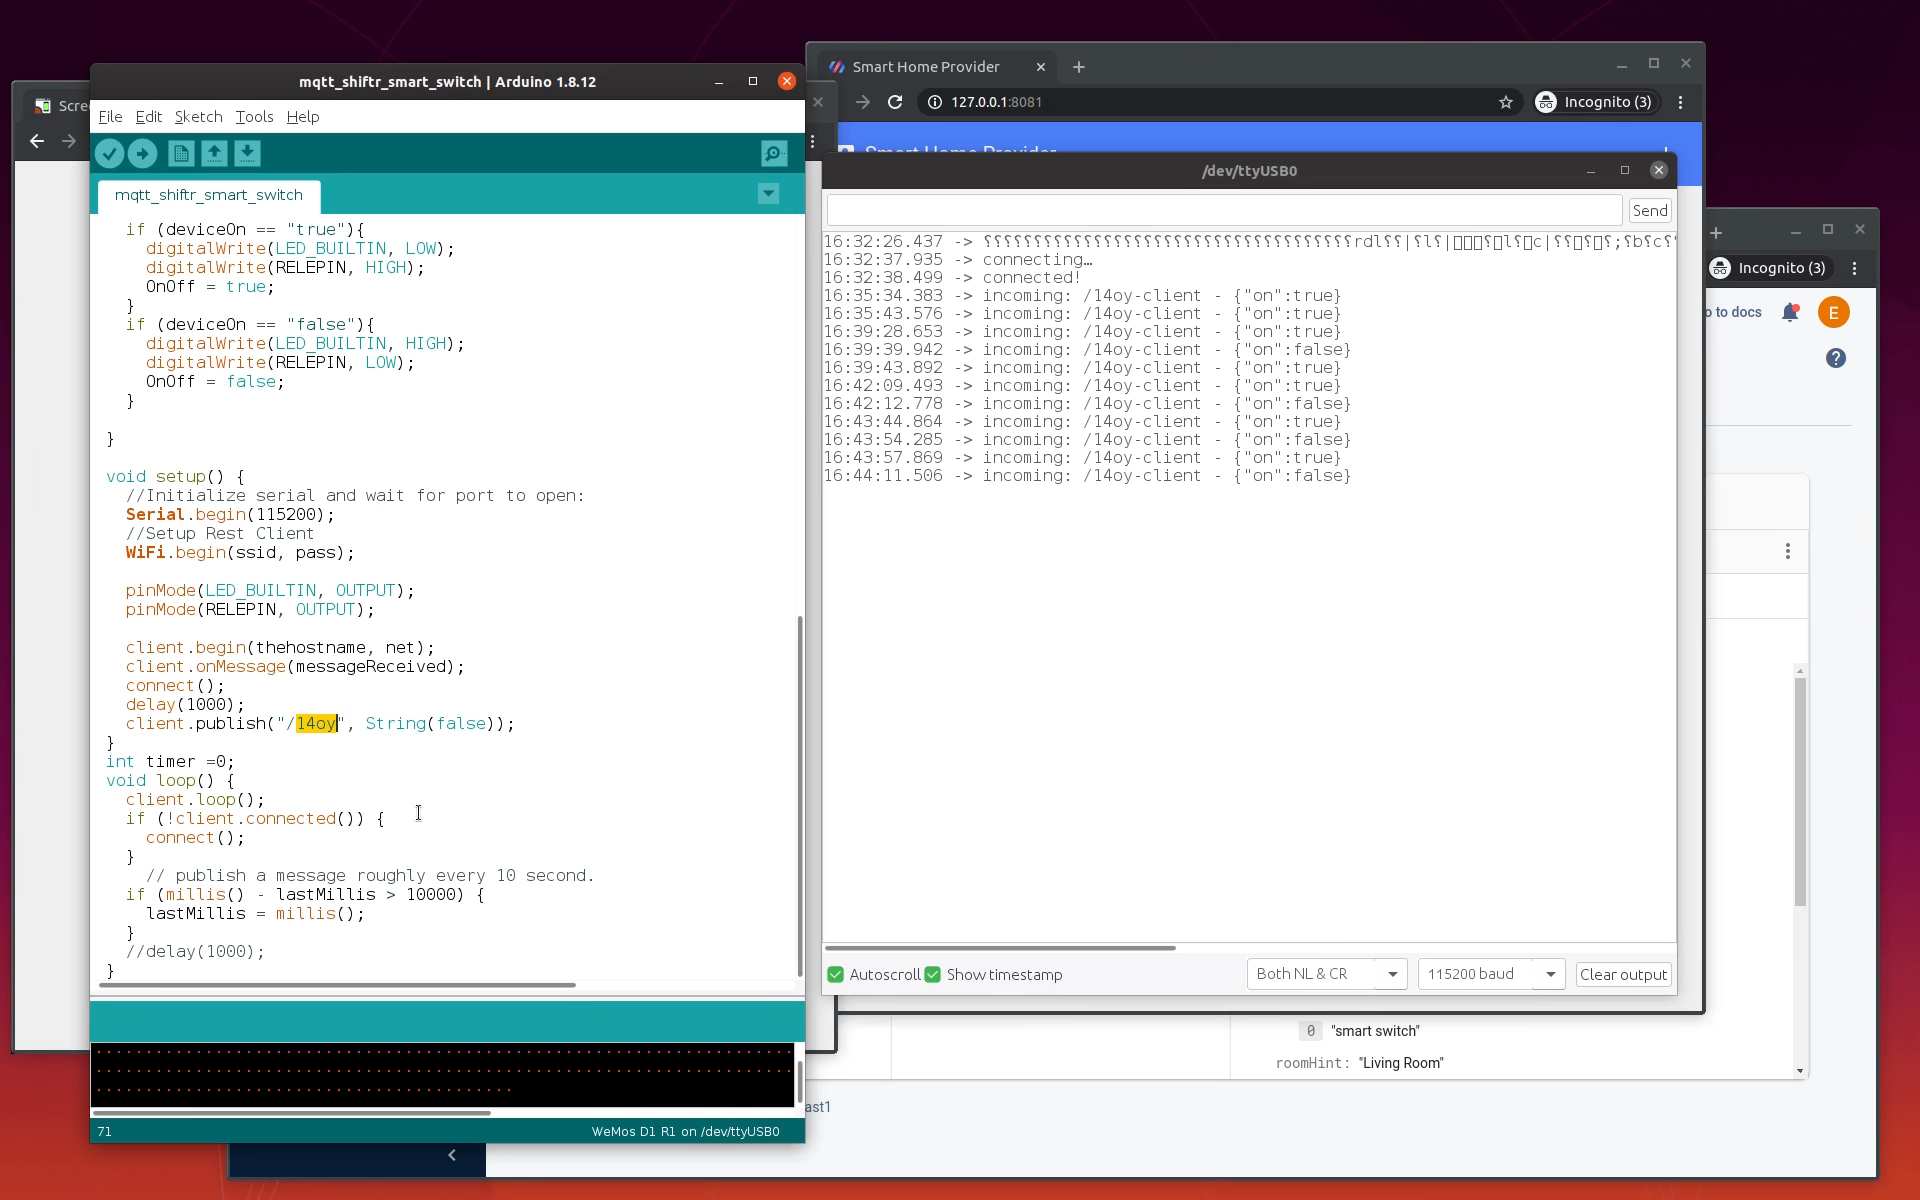 mqtt_shiftr_smart_switch | Arduino 1.8.12
File Edit Sketch Tools Help
mqtt_shiftr_smart_switch
if (deviceOn == "true"){
digitalWrite(LED_BUILTIN, LOW);
digitalWrite(RELEPIN, HIGH);
OnOff = true;
}
if (deviceOn == "false"){
digitalWrite(LED_BUILTIN, HIGH);
digitalWrite(RELEPIN, LOW);
OnOff = false;
}
}
void setup() {
//Initialize serial and wait for port to open:
Serial.begin(115200);
//Setup Rest Client
WiFi.begin(ssid, pass);
pinMode(LED_BUILTIN, OUTPUT);
pinMode(RELEPIN, OUTPUT);
client.begin(thehostname, net);
client.onMessage(messageReceived);
connect();
delay(1000);
client.publish("/14oy", String(false));
}
int timer =0;
void loop() {
client.loop();
if (!client.connected()) {
connect();
}
// publish a message roughly every 10 second.
if (millis() - lastMillis > 10000) {
lastMillis = millis();
}
//delay(1000);
}
71
WeMos D1 R1 on /dev/ttyUSB0
Scre
Smart Home Provider
127.0.0.1:8081
Incognito (3)
Smart Home Provider
/dev/ttyUSB0
Send
16:32:26.437 ->
16:32:37.935 -> connecting…
16:32:38.499 -> connected!
16:35:34.383 -> incoming: /14oy-client - {"on":true}
16:35:43.576 -> incoming: /14oy-client - {"on":true}
16:39:28.653 -> incoming: /14oy-client - {"on":true}
16:39:39.942 -> incoming: /14oy-client - {"on":false}
16:39:43.892 -> incoming: /14oy-client - {"on":true}
16:42:09.493 -> incoming: /14oy-client - {"on":true}
16:42:12.778 -> incoming: /14oy-client - {"on":false}
16:43:44.864 -> incoming: /14oy-client - {"on":true}
16:43:54.285 -> incoming: /14oy-client - {"on":false}
16:43:57.869 -> incoming: /14oy-client - {"on":true}
16:44:11.506 -> incoming: /14oy-client - {"on":false}
Autoscroll Show timestamp
Both NL & CR
115200 baud
Clear output
Incognito (3)
o to docs
E
0 "smart switch"
roomHint: "Living Room"
ast1